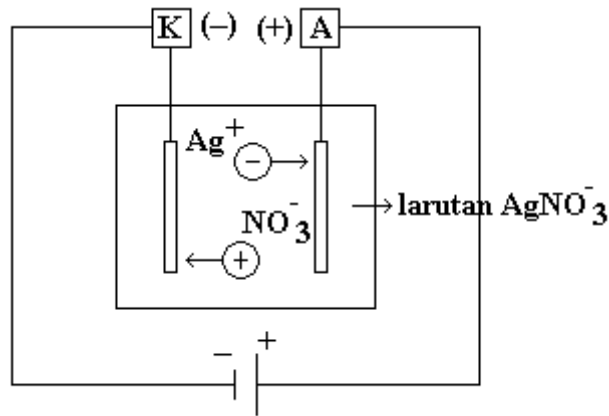 K (−) (+) A
Ag⁺
−
NO₃⁻
→ larutan AgNO₃⁻
+
− +